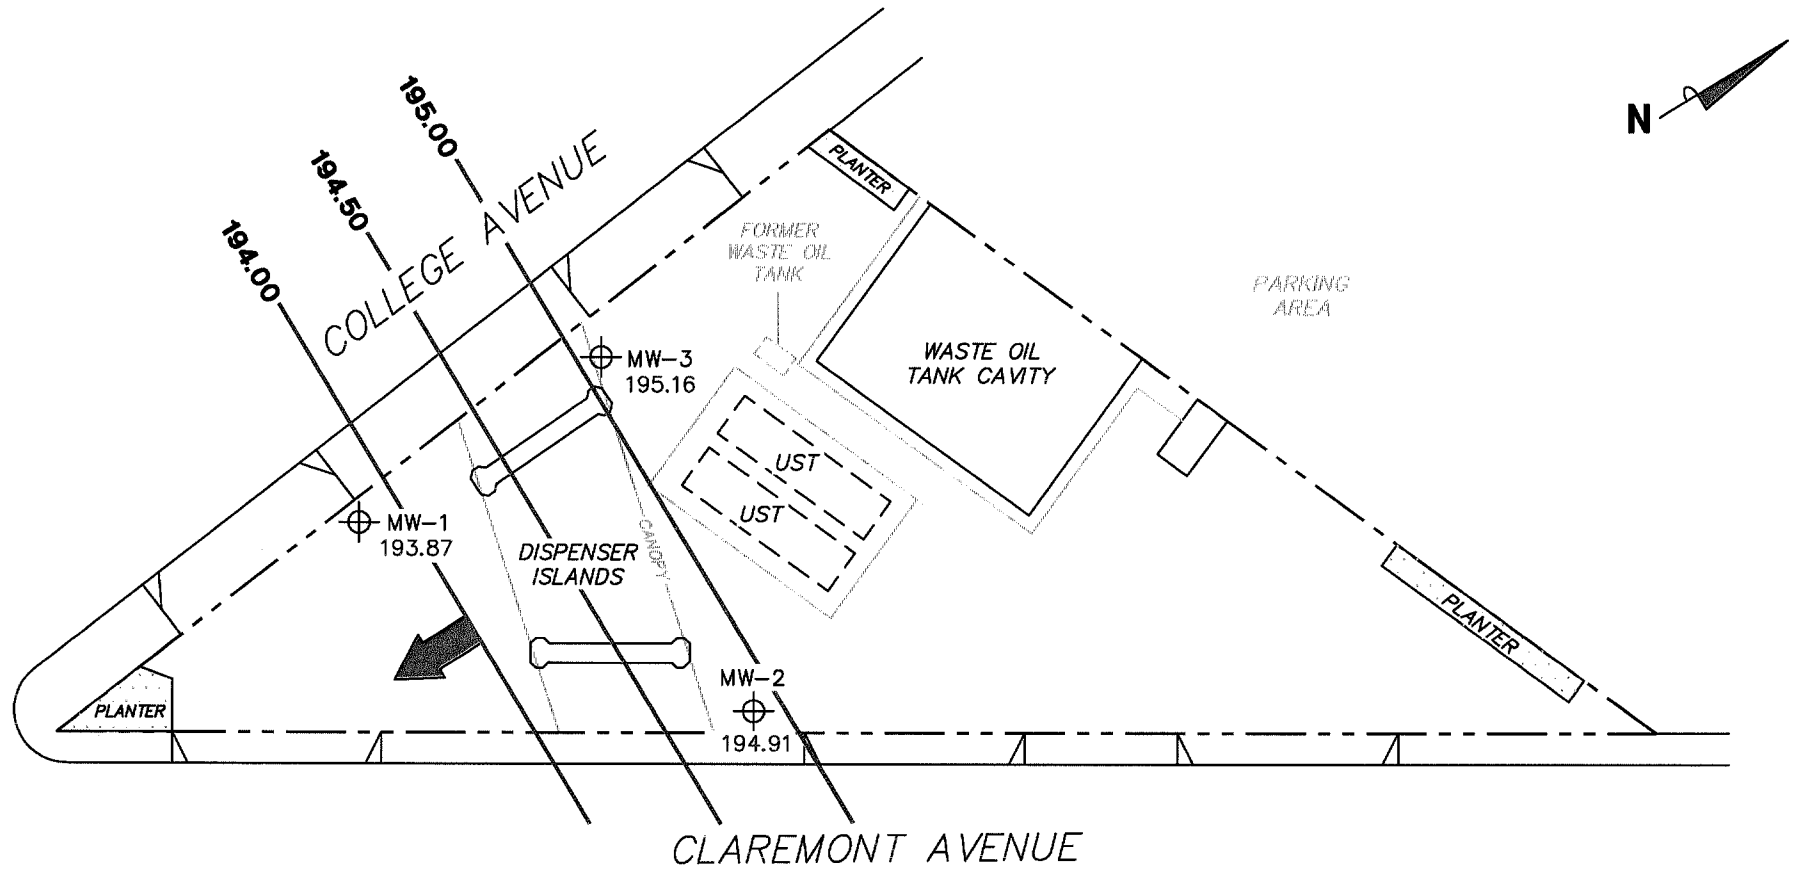 195.00
194.50
194.00
COLLEGE AVENUE
N
PLANTER
FORMER
WASTE OIL
TANK
PARKING
AREA
WASTE OIL
TANK CAVITY
MW-3
195.16
UST
UST
MW-1
193.87
CANOPY
DISPENSER
ISLANDS
PLANTER
MW-2
194.91
PLANTER
CLAREMONT AVENUE